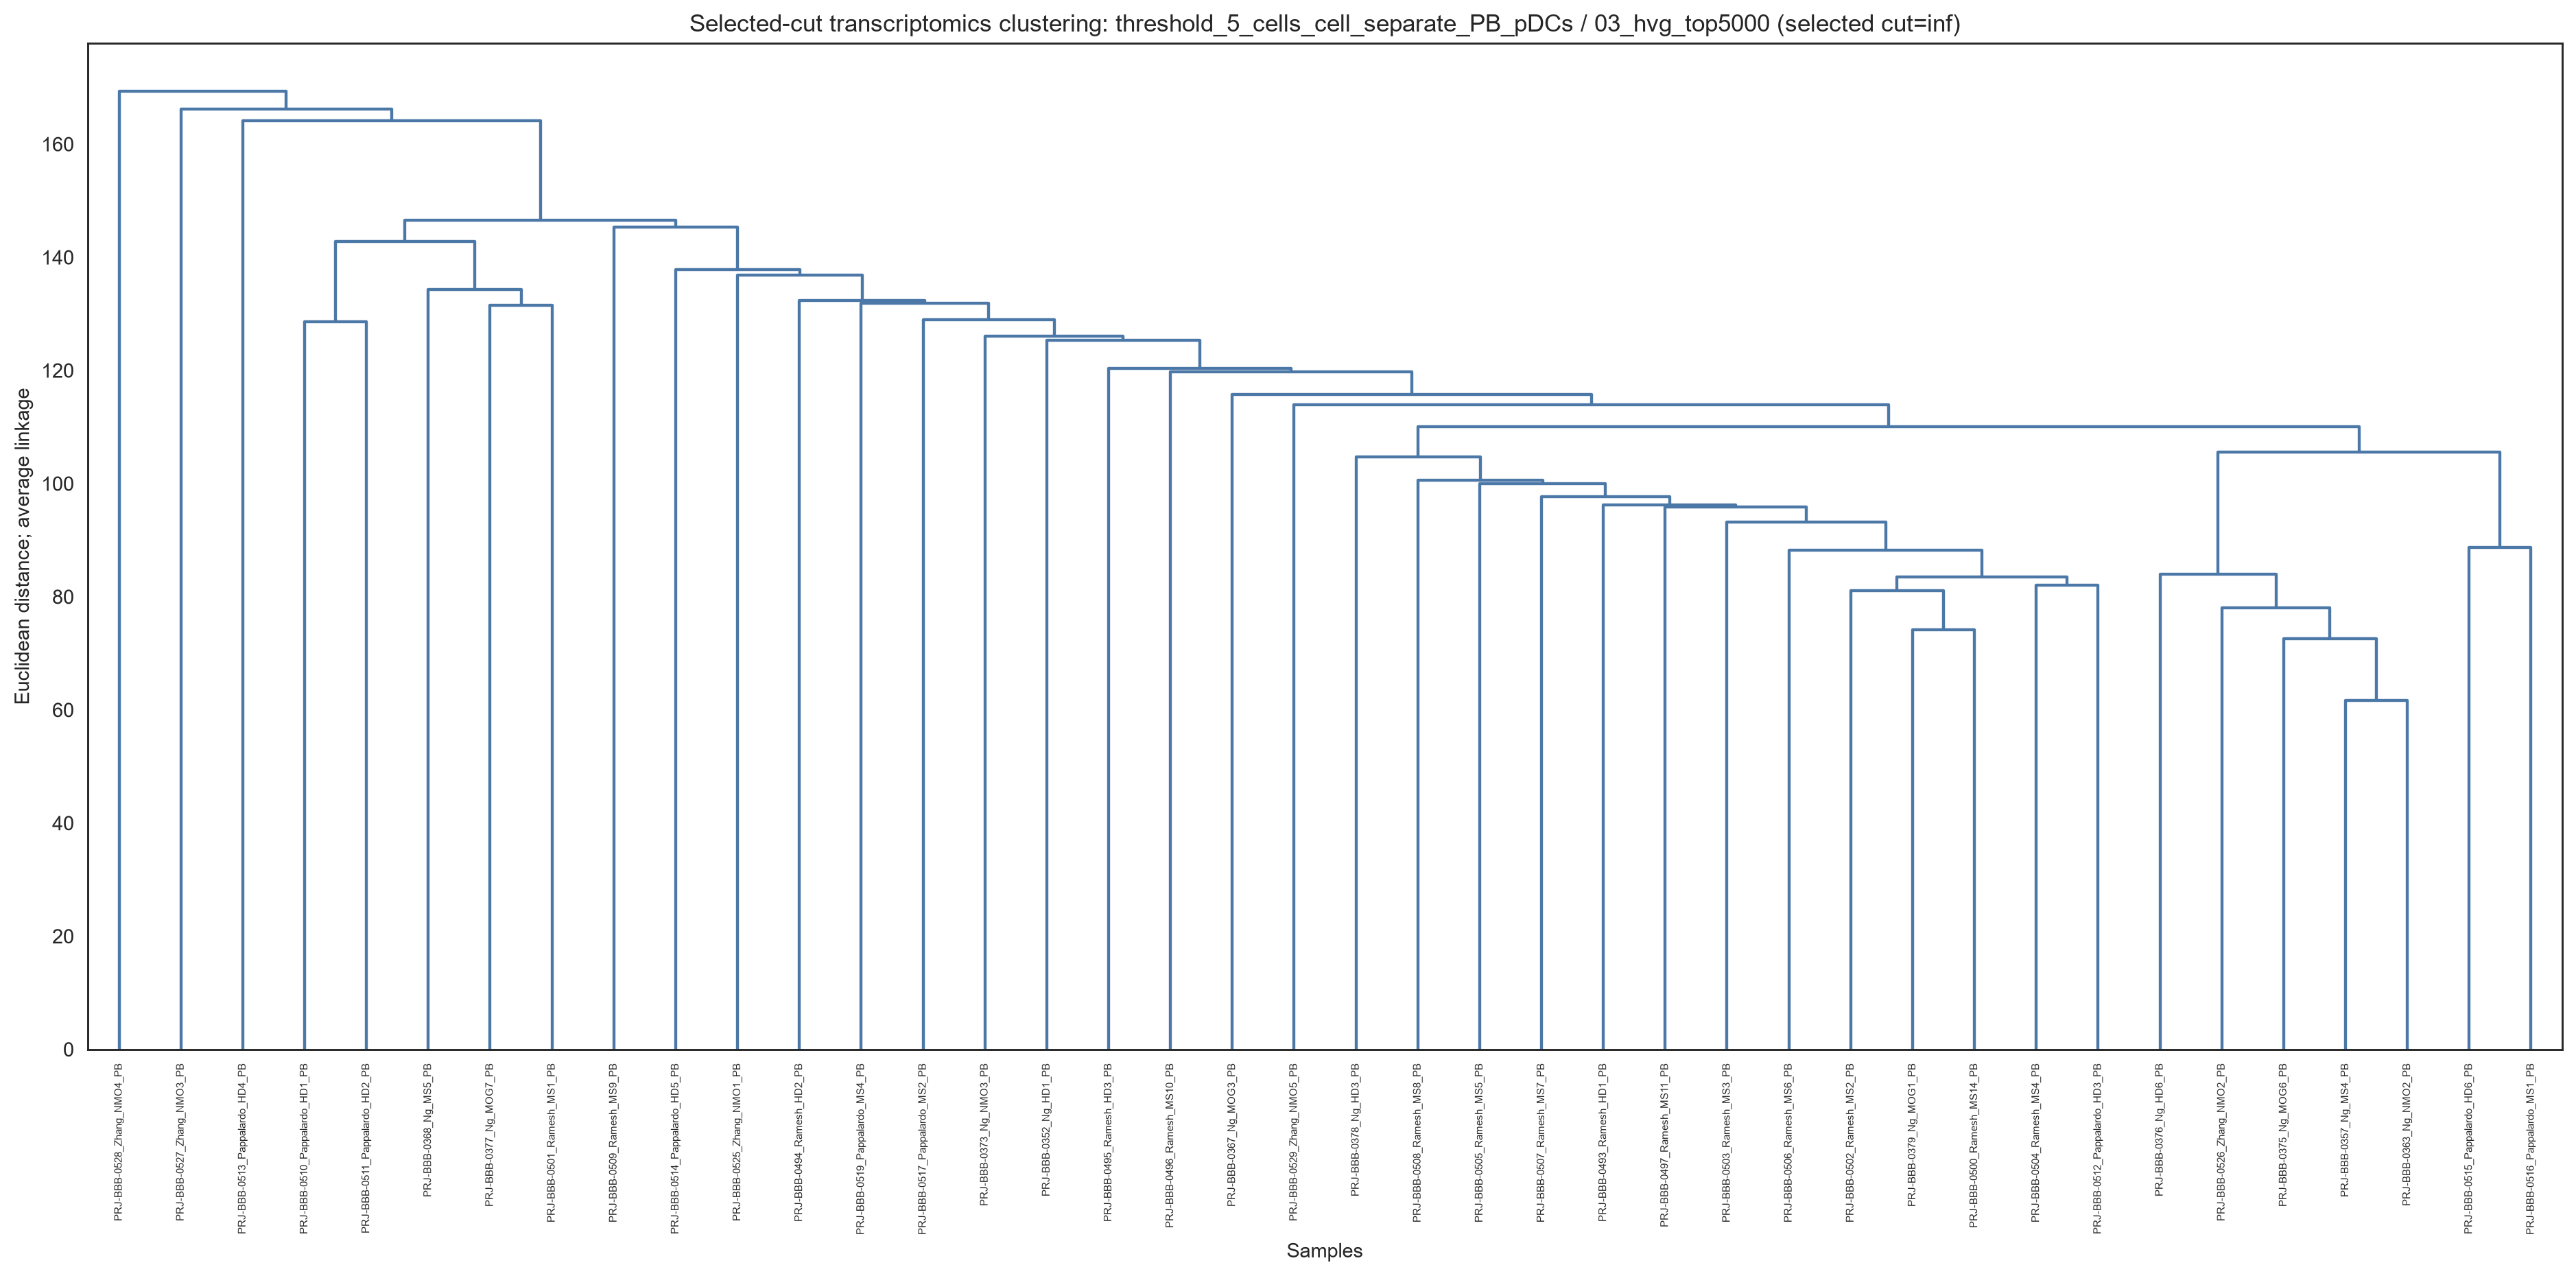 Selected-cut transcriptomics clustering: threshold_5_cells_cell_separate_PB_pDCs / 03_hvg_top5000 (selected cut=inf)
Euclidean distance; average linkage
160
140
120
100
80
60
40
20
0
PRJ-BBB-0528_Zhang_NMO4_PB
PRJ-BBB-0527_Zhang_NMO3_PB
PRJ-BBB-0513_Pappalardo_HD4_PB
PRJ-BBB-0510_Pappalardo_HD1_PB
PRJ-BBB-0511_Pappalardo_HD2_PB
PRJ-BBB-0368_Ng_MS5_PB
PRJ-BBB-0377_Ng_MOG7_PB
PRJ-BBB-0501_Ramesh_MS1_PB
PRJ-BBB-0509_Ramesh_MS9_PB
PRJ-BBB-0514_Pappalardo_HD5_PB
PRJ-BBB-0525_Zhang_NMO1_PB
PRJ-BBB-0494_Ramesh_HD2_PB
PRJ-BBB-0519_Pappalardo_MS4_PB
PRJ-BBB-0517_Pappalardo_MS2_PB
PRJ-BBB-0373_Ng_NMO3_PB
PRJ-BBB-0352_Ng_HD1_PB
PRJ-BBB-0495_Ramesh_HD3_PB
PRJ-BBB-0496_Ramesh_MS10_PB
PRJ-BBB-0367_Ng_MOG3_PB
PRJ-BBB-0529_Zhang_NMO5_PB
PRJ-BBB-0378_Ng_HD3_PB
PRJ-BBB-0508_Ramesh_MS8_PB
PRJ-BBB-0505_Ramesh_MS5_PB
PRJ-BBB-0507_Ramesh_MS7_PB
PRJ-BBB-0493_Ramesh_HD1_PB
PRJ-BBB-0497_Ramesh_MS11_PB
PRJ-BBB-0503_Ramesh_MS3_PB
PRJ-BBB-0506_Ramesh_MS6_PB
PRJ-BBB-0502_Ramesh_MS2_PB
PRJ-BBB-0379_Ng_MOG1_PB
PRJ-BBB-0500_Ramesh_MS14_PB
PRJ-BBB-0504_Ramesh_MS4_PB
PRJ-BBB-0512_Pappalardo_HD3_PB
PRJ-BBB-0376_Ng_HD6_PB
PRJ-BBB-0526_Zhang_NMO2_PB
PRJ-BBB-0375_Ng_MOG6_PB
PRJ-BBB-0357_Ng_MS4_PB
PRJ-BBB-0363_Ng_NMO2_PB
PRJ-BBB-0515_Pappalardo_HD6_PB
PRJ-BBB-0516_Pappalardo_MS1_PB
Samples